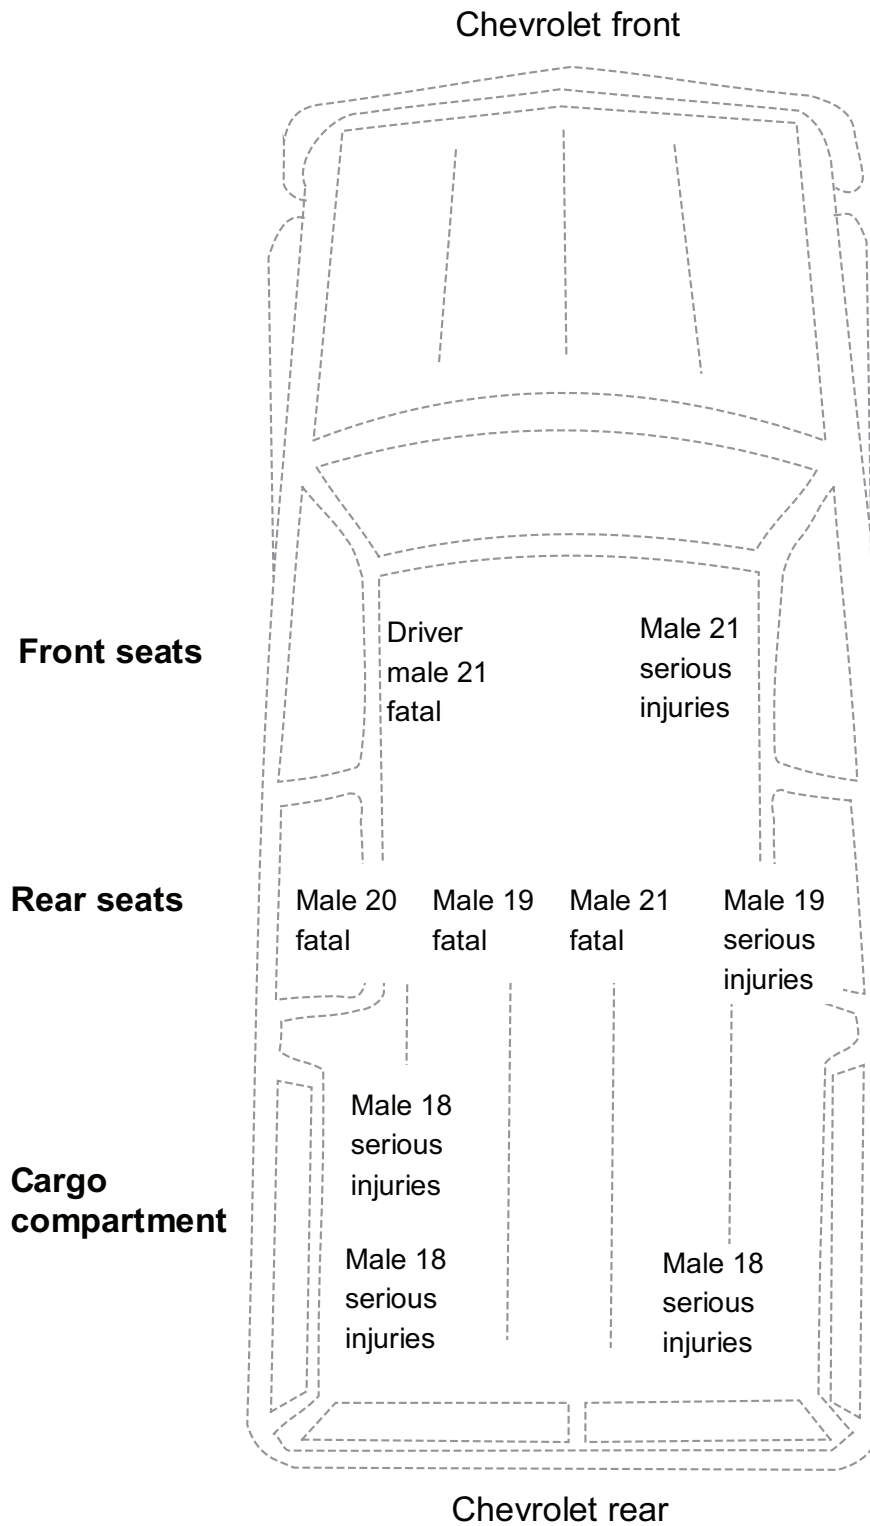 Chevrolet front
Front seats
Driver
male 21
fatal
Male 21
serious
injuries
Rear seats
Male 20
fatal
Male 19
fatal
Male 21
fatal
Male 19
serious
injuries
Cargo
compartment
Male 18
serious
injuries
Male 18
serious
injuries
Male 18
serious
injuries
Chevrolet rear